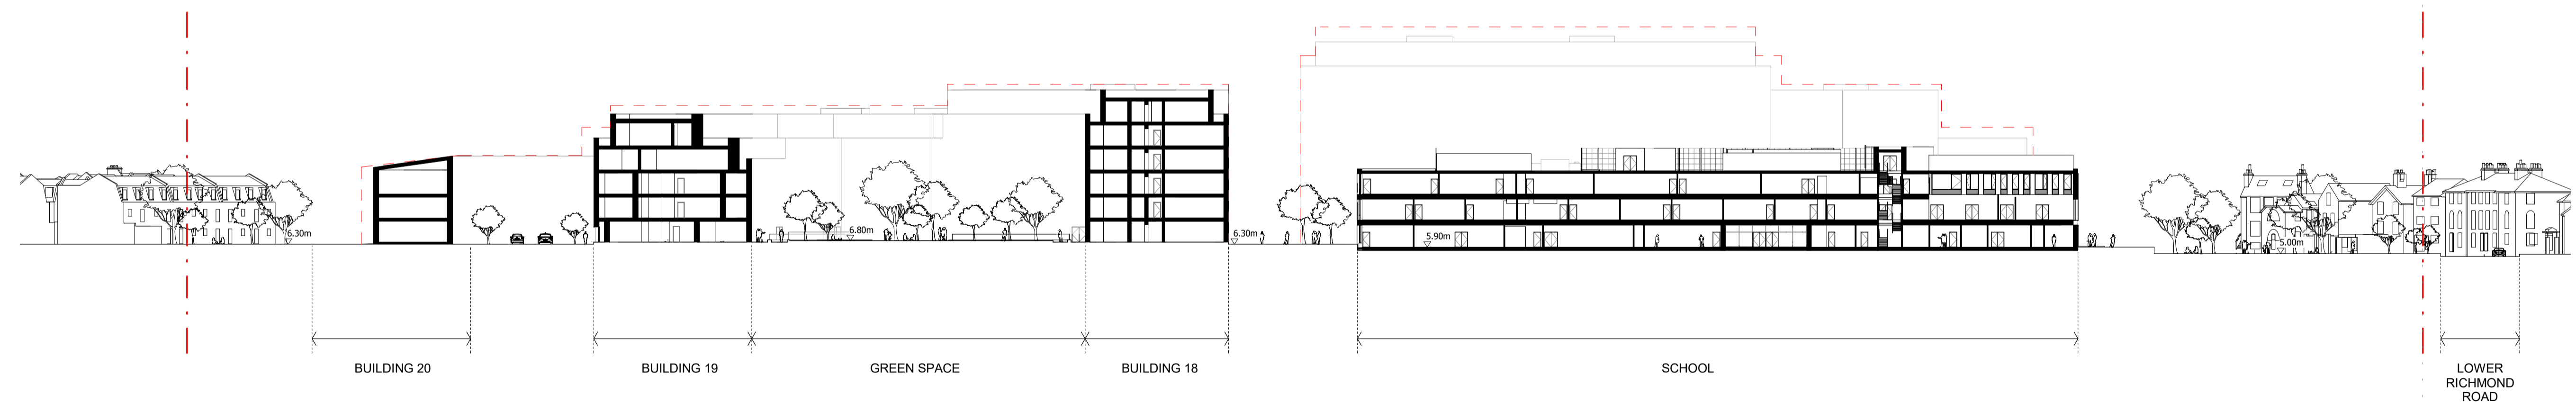 6.30m
6.80m
6.30m
5.90m
5.00m
BUILDING 20
BUILDING 19
GREEN SPACE
BUILDING 18
SCHOOL
LOWER
RICHMOND
ROAD